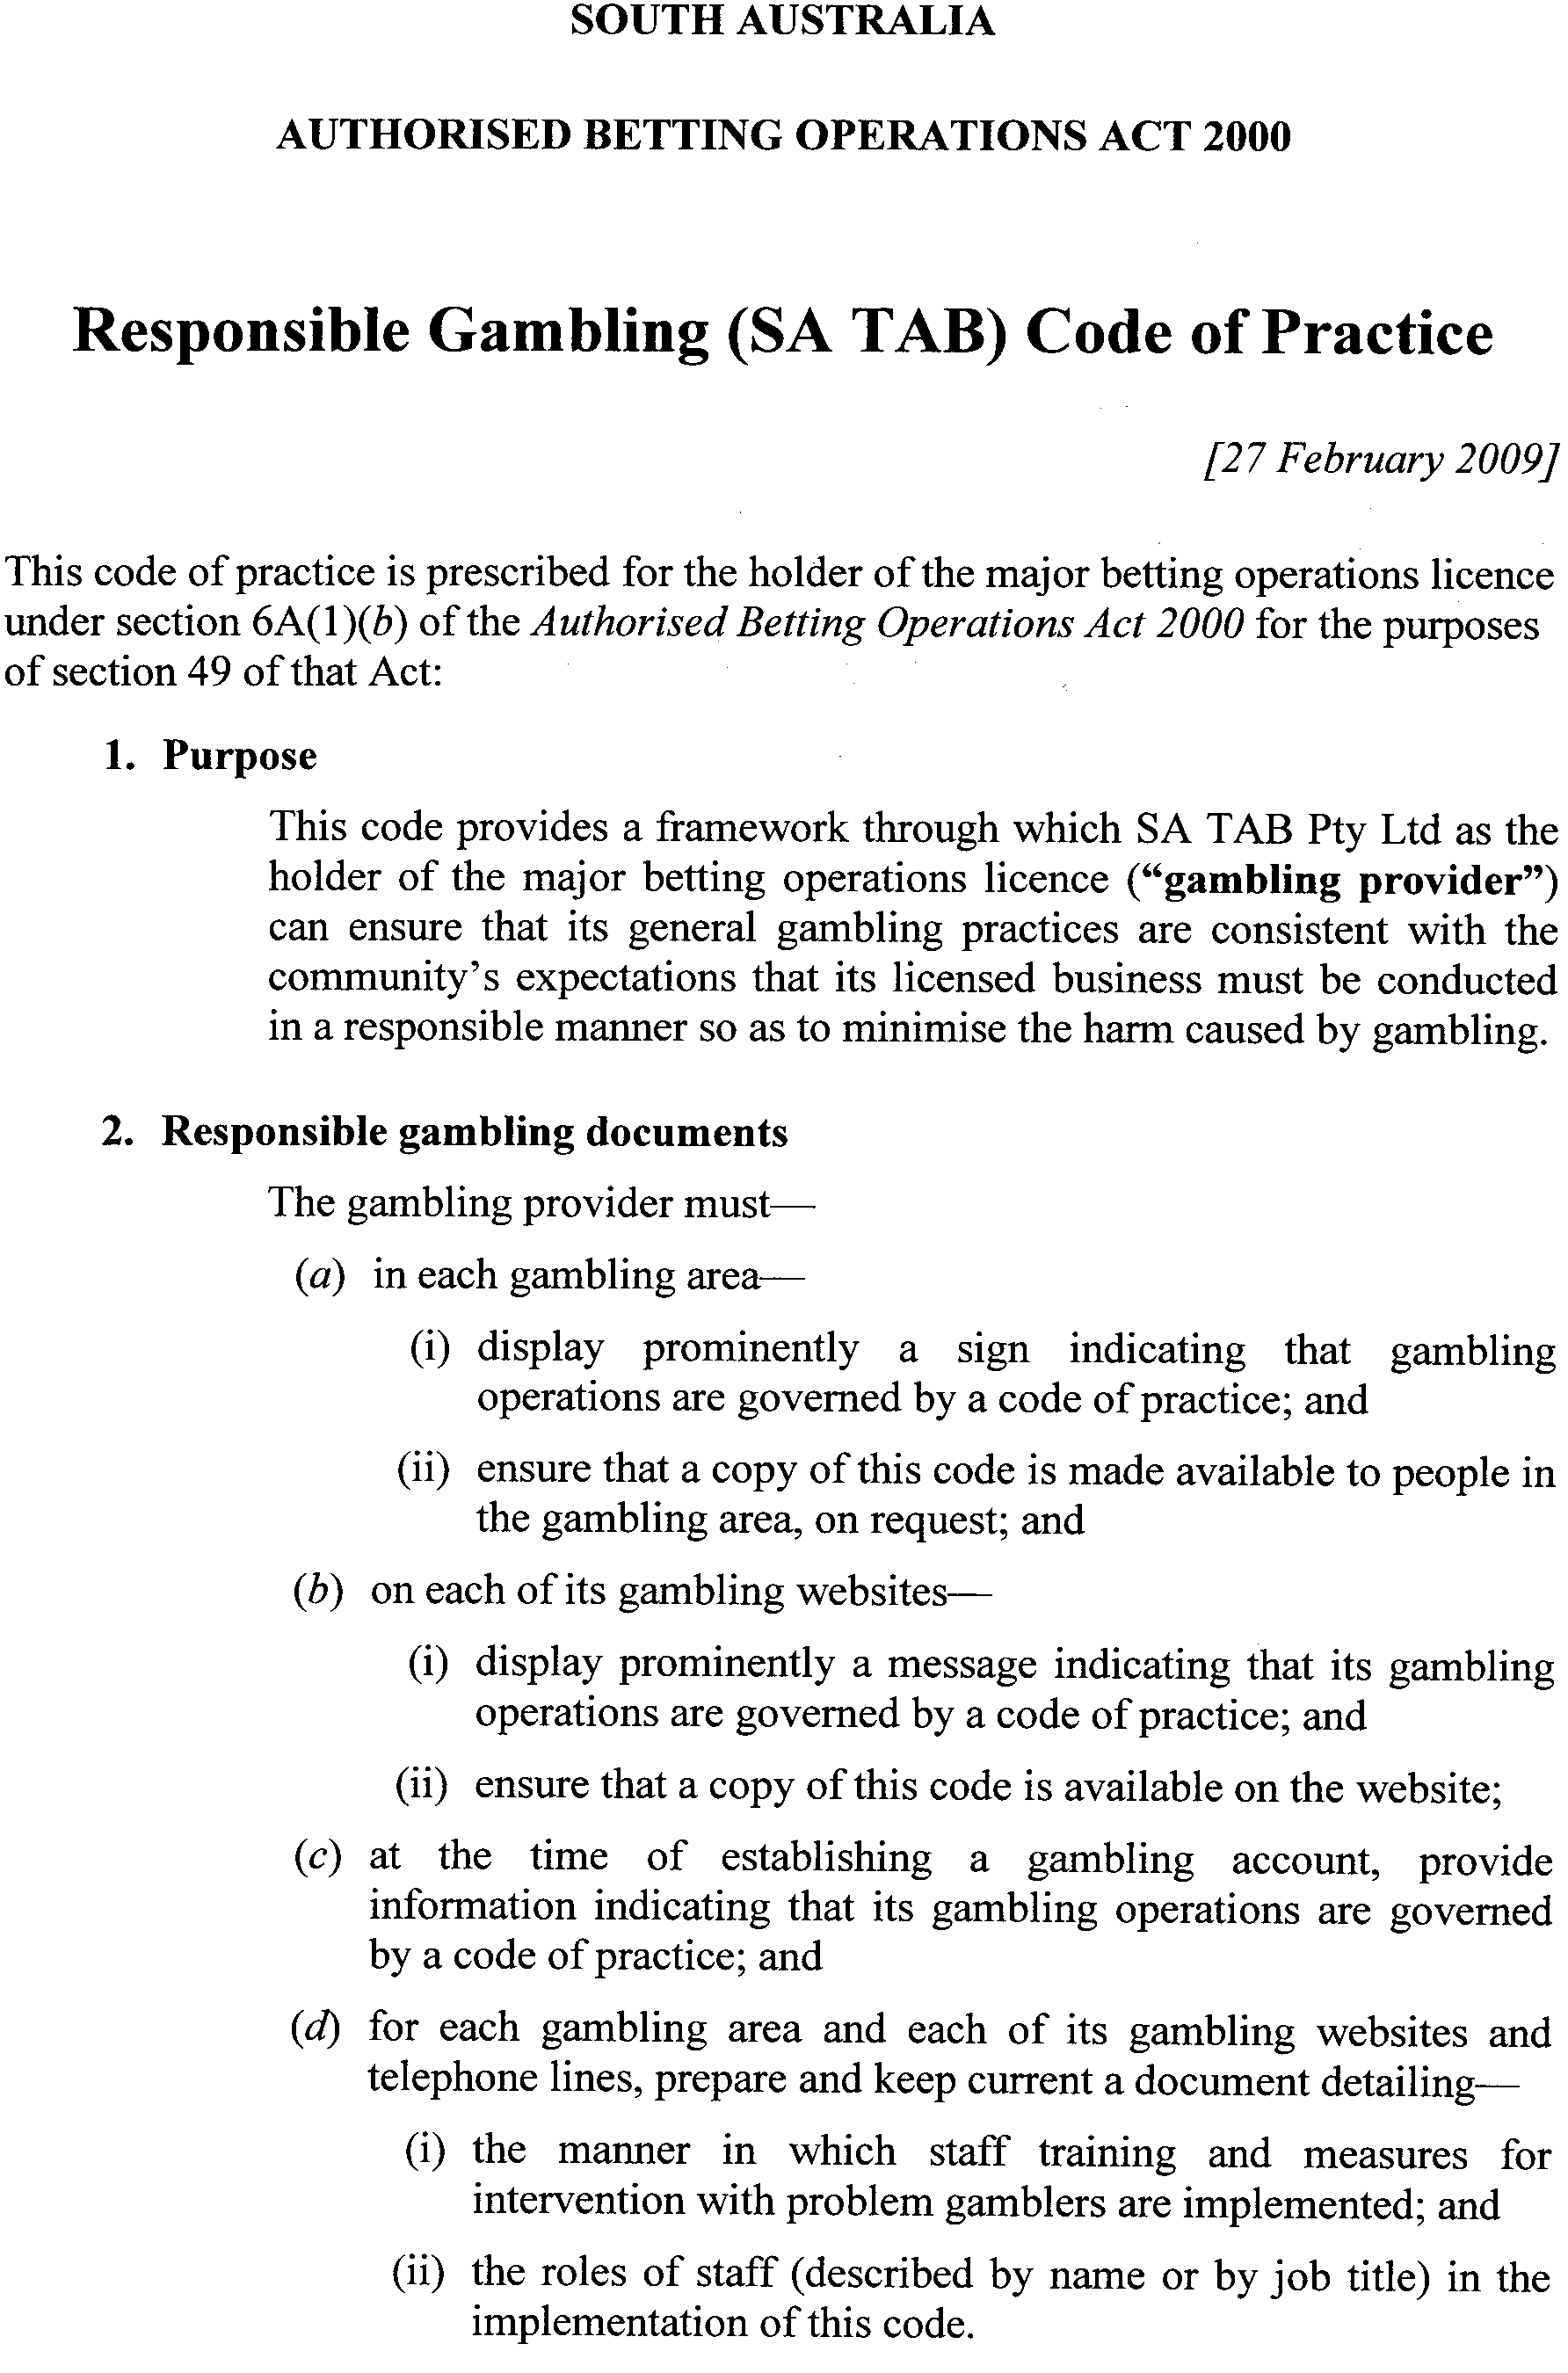 SOUTH AUSTRALIA
AUTHORISED BETTING OPERATIONS ACT 2000
Responsible Gambling (SA TAB) Code of Practice
[27 February 2009]
This code of practice is prescribed for the holder of the major betting operations licence
under section 6A(1)(b) of the Authorised Betting Operations Act 2000 for the purposes
of section 49 of that Act:
1. Purpose
This code provides a framework through which SA TAB Pty Ltd as the
holder of the major betting operations licence (“gambling provider”)
can ensure that its general gambling practices are consistent with the
community’s expectations that its licensed business must be conducted
in a responsible manner so as to minimise the harm caused by gambling.
2. Responsible gambling documents
The gambling provider must—
(a) in each gambling area—
(i) display prominently a sign indicating that gambling
operations are governed by a code of practice; and
(ii) ensure that a copy of this code is made available to people in
the gambling area, on request; and
(b) on each of its gambling websites—
(i) display prominently a message indicating that its gambling
operations are governed by a code of practice; and
(ii) ensure that a copy of this code is available on the website;
(c) at the time of establishing a gambling account, provide
information indicating that its gambling operations are governed
by a code of practice; and
(d) for each gambling area and each of its gambling websites and
telephone lines, prepare and keep current a document detailing—
(i) the manner in which staff training and measures for
intervention with problem gamblers are implemented; and
(ii) the roles of staff (described by name or by job title) in the
implementation of this code.